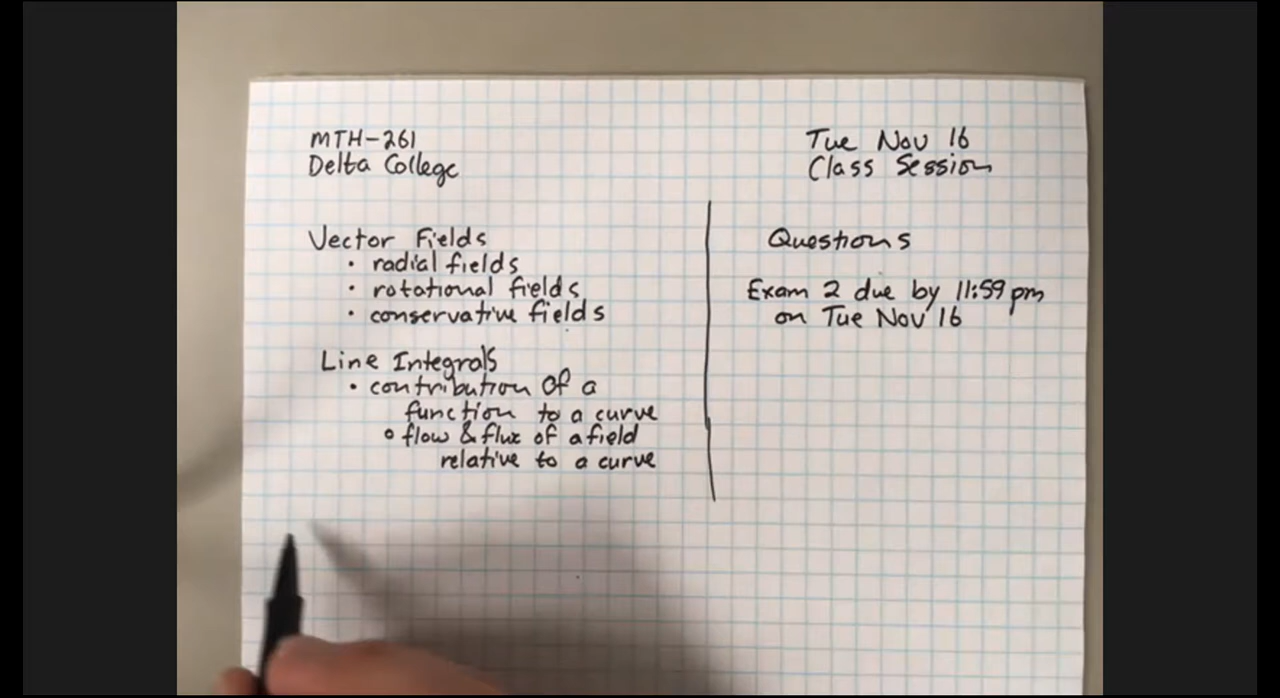 MTH-261
Delta College
Tue Nov 16
Class Session
Vector Fields
• radial fields
• rotational fields
• conservative fields
Line Integrals
• contribution of a
function to a curve
• flow & flux of a field
relative to a curve
Questions
Exam 2 due by 11:59 pm
on Tue Nov 16